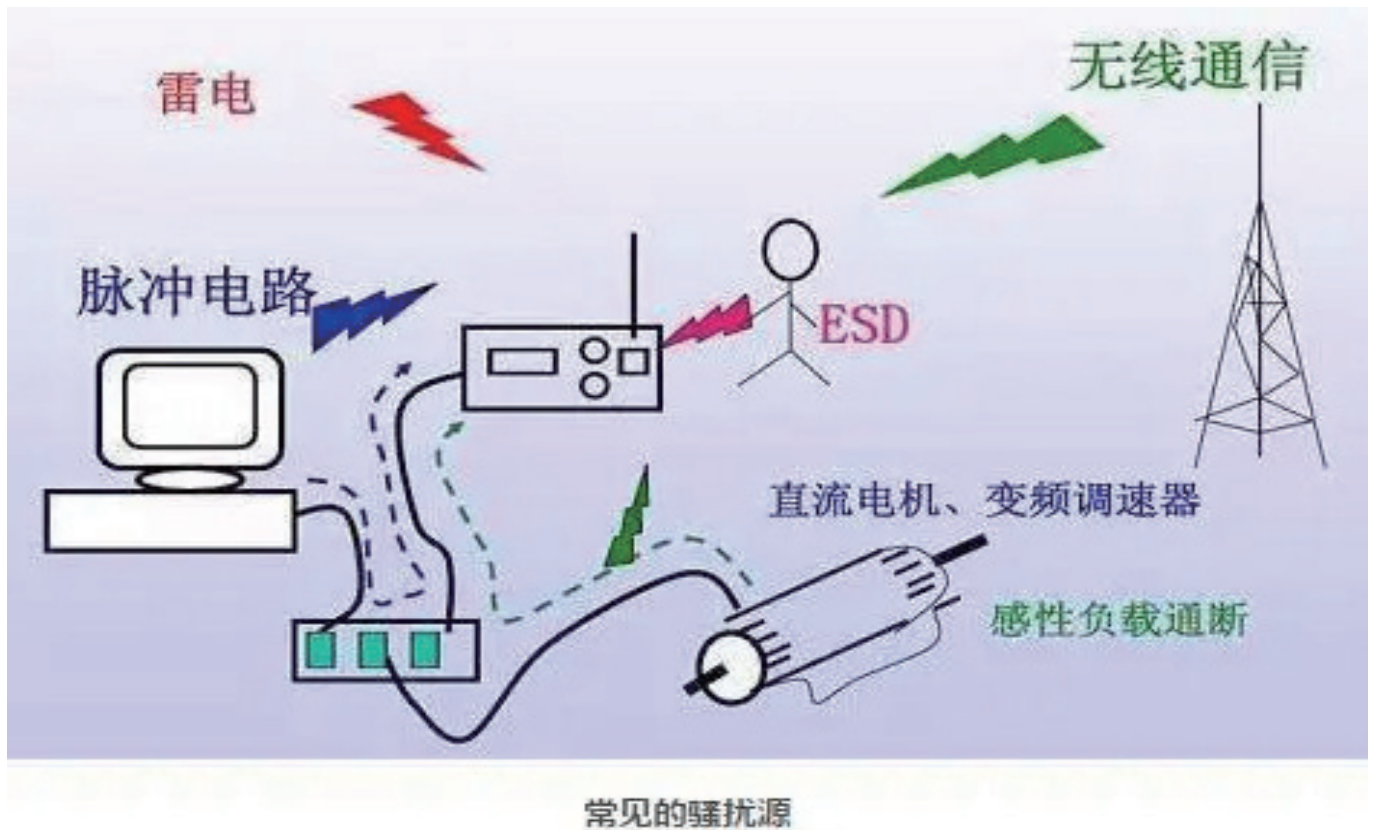 无线通信
雷电
脉冲电路
ESD
直流电机、变频调速器
感性负载通断
常见的骚扰源